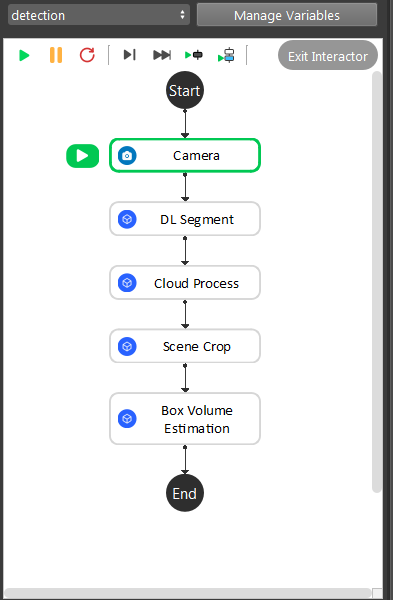 detection
Manage Variables
Exit Interactor
Start
Camera
DL Segment
Cloud Process
Scene Crop
Box Volume
Estimation
End